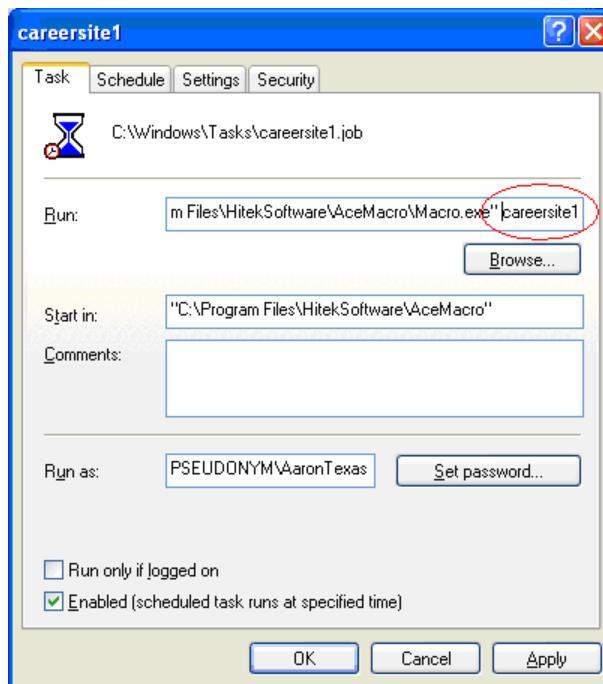 careersite1
Task Schedule Settings Security
C:\Windows\Tasks\careersite1.job
Run: m Files\HitekSoftware\AceMacro\Macro.exe" careersite1
Browse...
Start in: "C:\Program Files\HitekSoftware\AceMacro"
Comments:
Run as: PSEUDONYM\AaronTexas Set password...
Run only if logged on
Enabled (scheduled task runs at specified time)
OK Cancel Apply